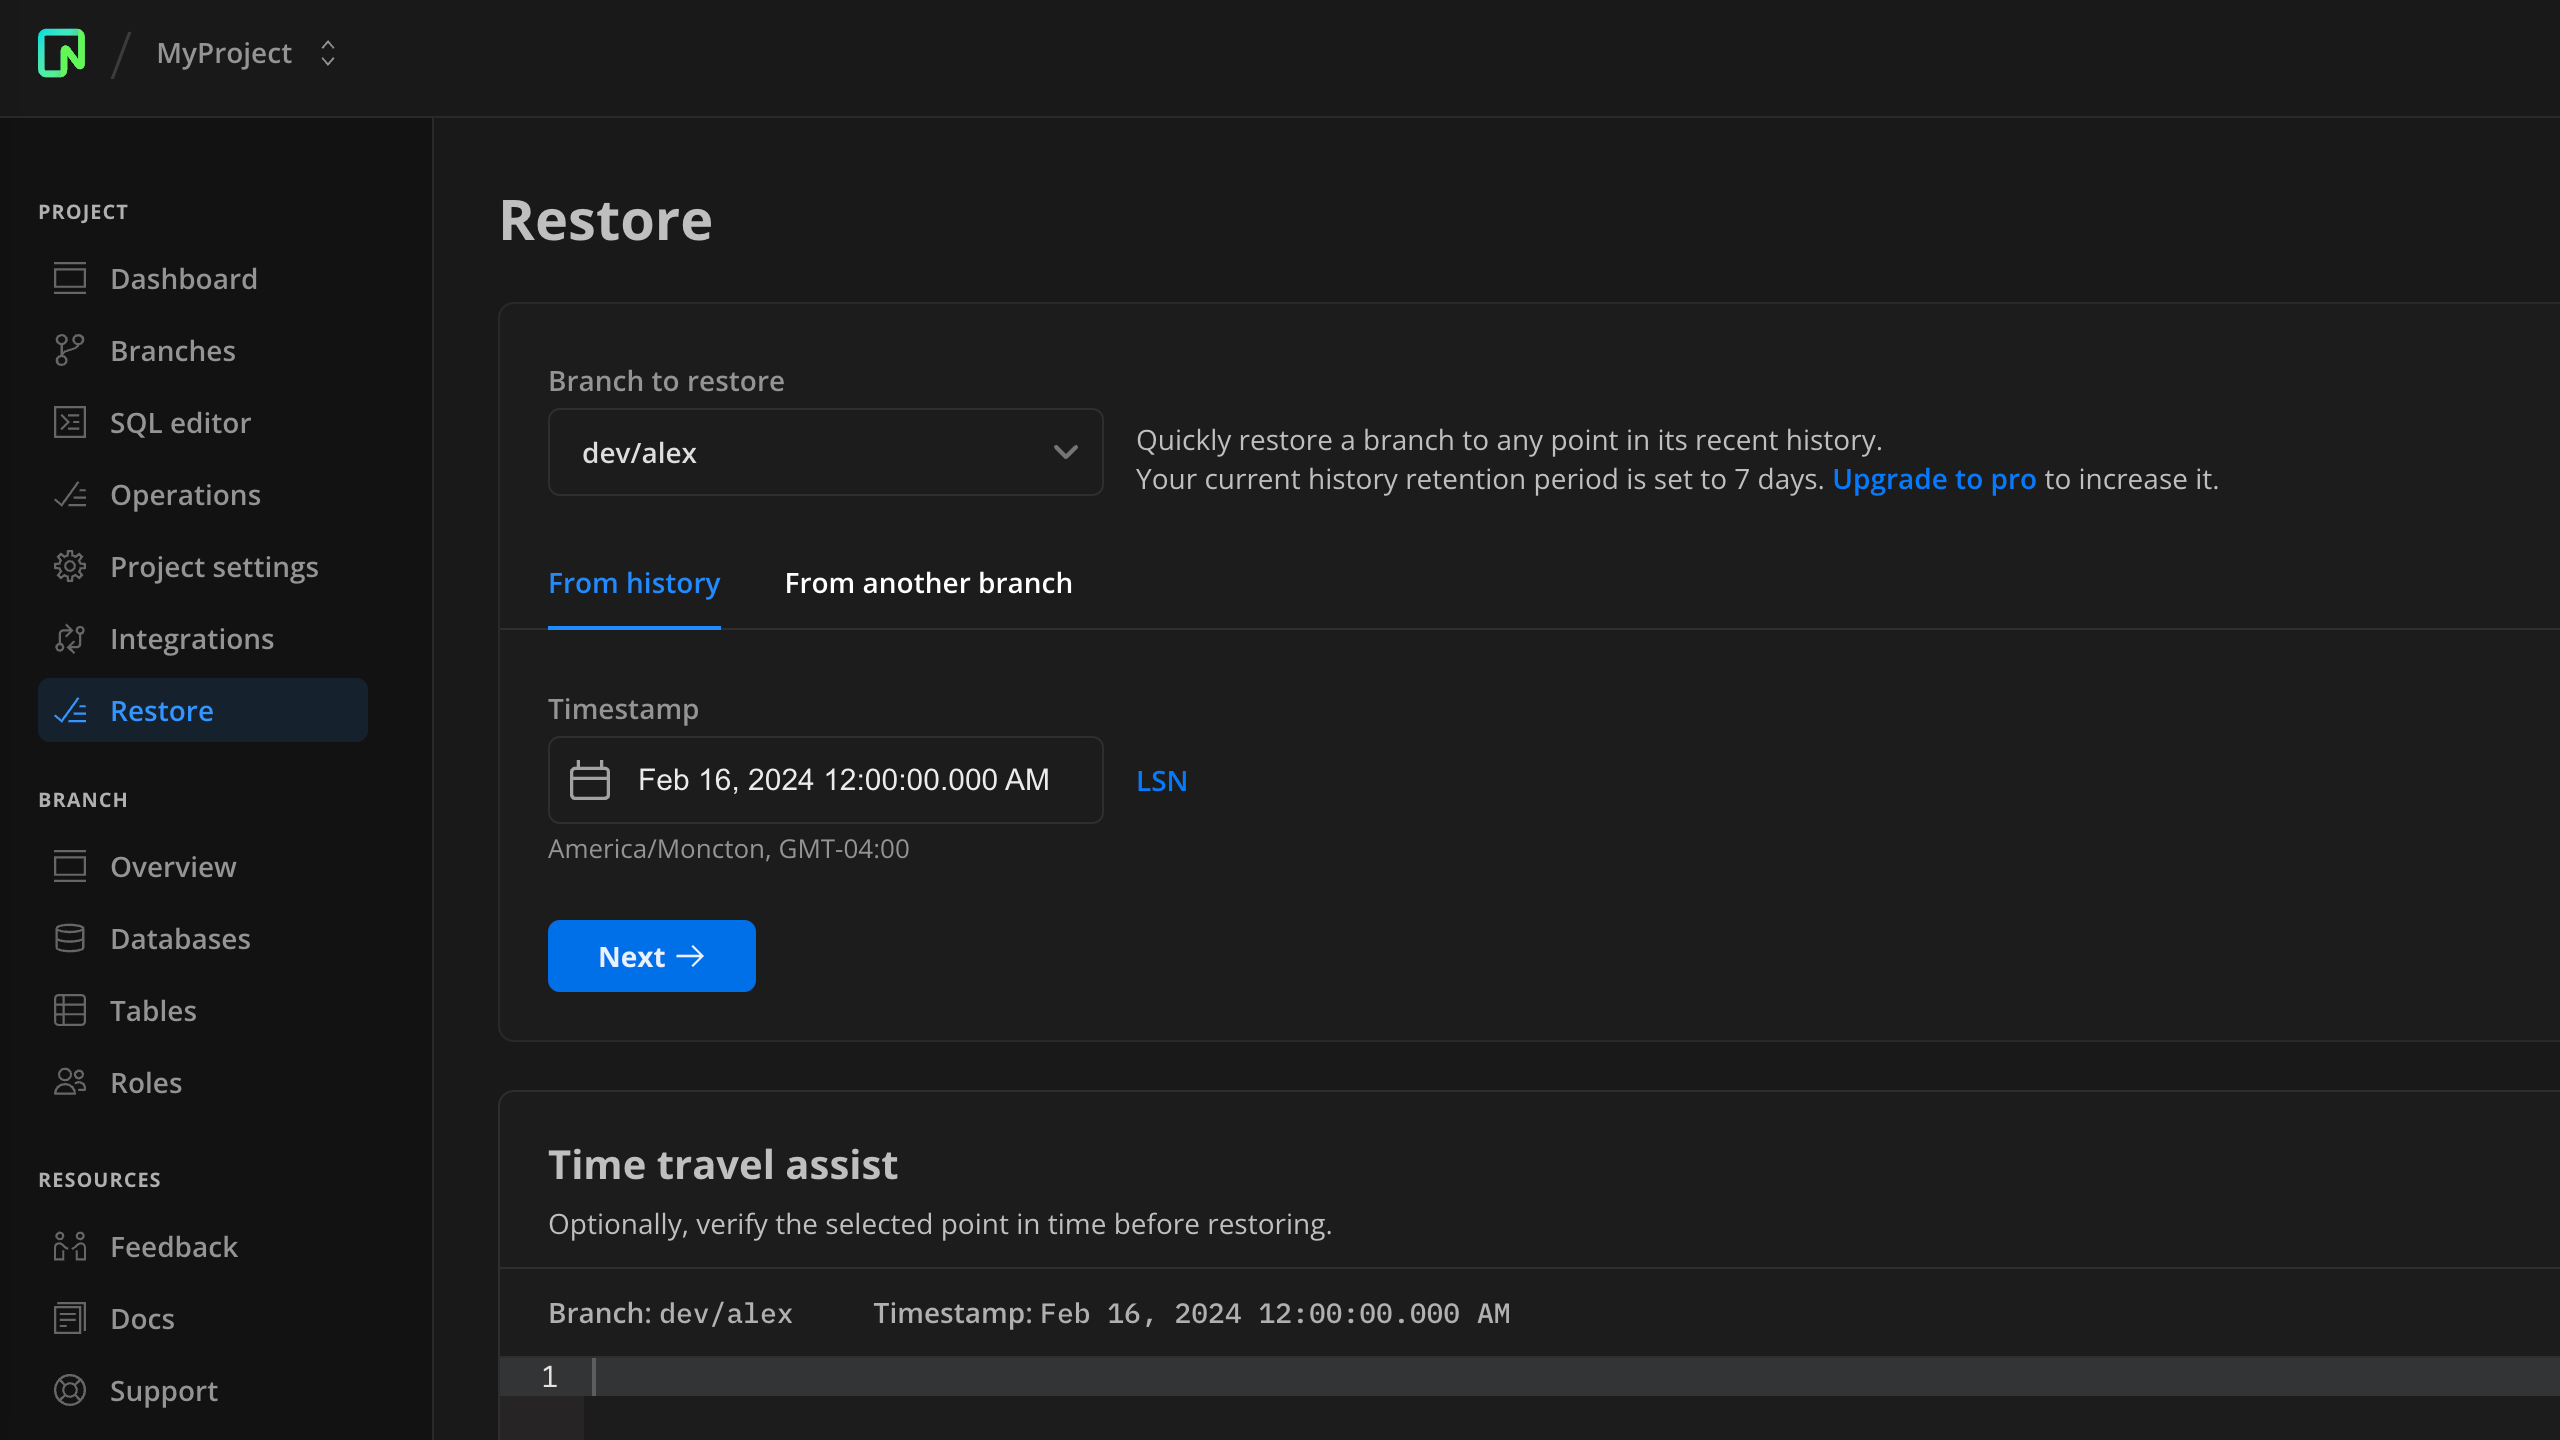 MyProject
PROJECT
Dashboard
Branches
SQL editor
Operations
Project settings
Integrations
Restore
BRANCH
Overview
Databases
Tables
Roles
RESOURCES
Feedback
Docs
Support
Restore
Branch to restore
dev/alex
Quickly restore a branch to any point in its recent history.
Your current history retention period is set to 7 days. Upgrade to pro to increase it.
From history From another branch
Timestamp
Feb 16, 2024 12:00:00.000 AM LSN
America/Moncton, GMT-04:00
Next
Time travel assist
Optionally, verify the selected point in time before restoring.
Branch: dev/alex Timestamp: Feb 16, 2024 12:00:00.000 AM
1